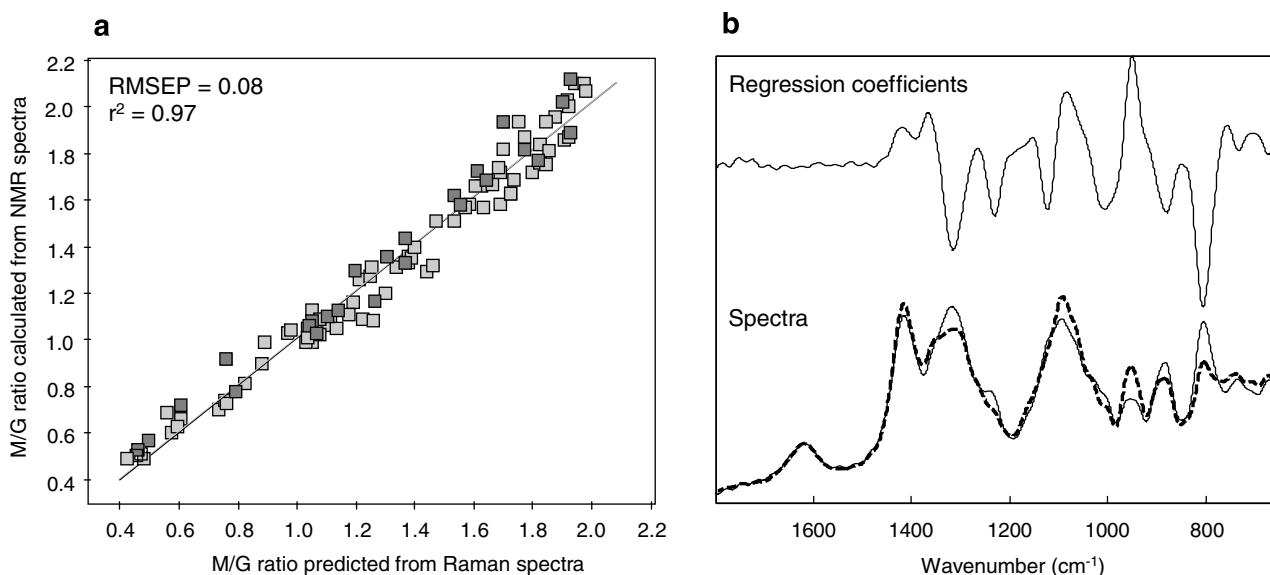 a
RMSEP = 0.08
r² = 0.97
M/G ratio calculated from NMR spectra
2.2
2.0
1.8
1.6
1.4
1.2
1.0
0.8
0.6
0.4
0.4 0.6 0.8 1.0 1.2 1.4 1.6 1.8 2.0 2.2
M/G ratio predicted from Raman spectra
b
Regression coefficients
Spectra
1600 1400 1200 1000 800
Wavenumber (cm⁻¹)